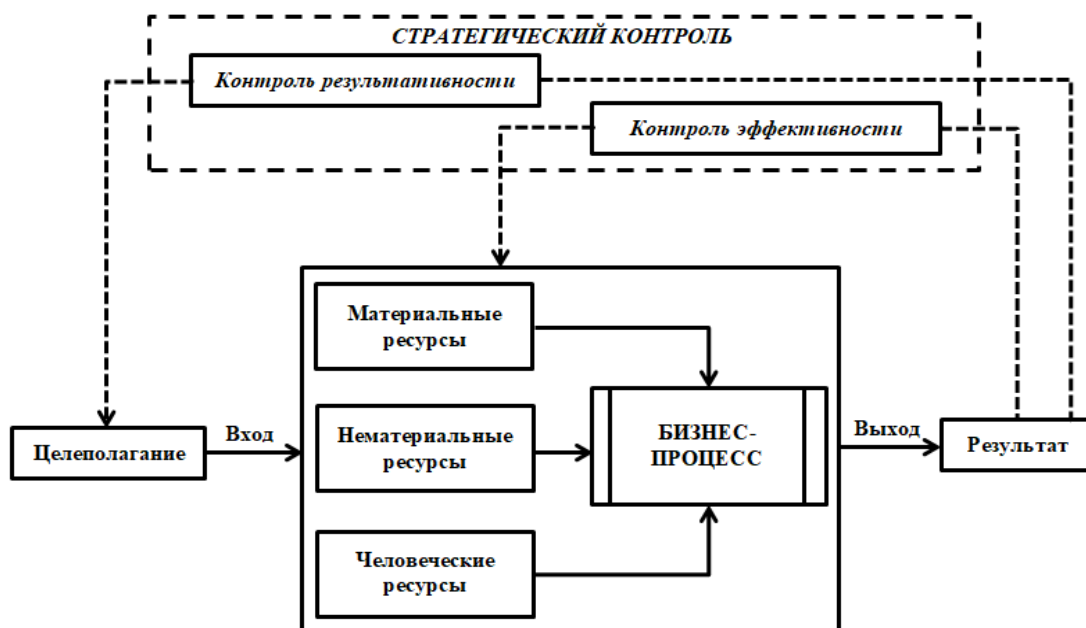 СТРАТЕГИЧЕСКИЙ КОНТРОЛЬ
Контроль результативности
Контроль эффективности
Материальные
ресурсы
Целеполагание
Вход
Нематериальные
ресурсы
БИЗНЕС-
ПРОЦЕСС
Выход
Результат
Человеческие
ресурсы